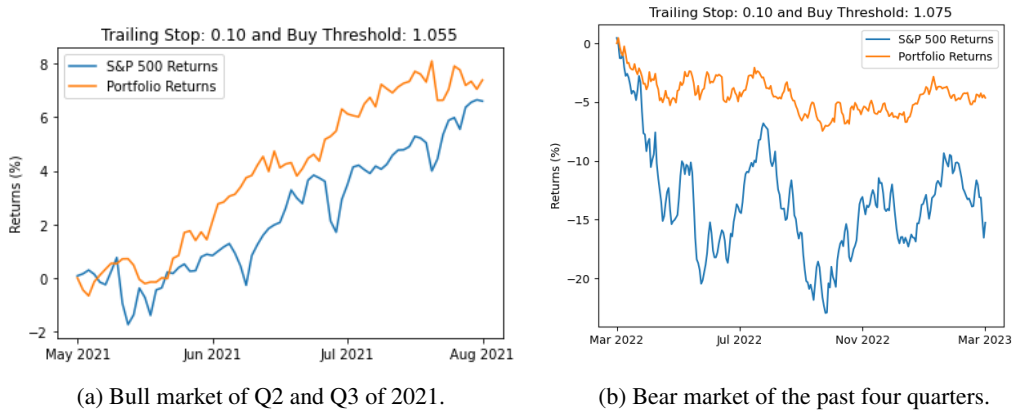 Trailing Stop: 0.10 and Buy Threshold: 1.055
S&P 500 Returns
Portfolio Returns
Returns (%)
8
6
4
2
0
−2
May 2021
Jun 2021
Jul 2021
Aug 2021
(a) Bull market of Q2 and Q3 of 2021.
Trailing Stop: 0.10 and Buy Threshold: 1.075
S&P 500 Returns
Portfolio Returns
Returns (%)
0
−5
−10
−15
−20
Mar 2022
Jul 2022
Nov 2022
Mar 2023
(b) Bear market of the past four quarters.